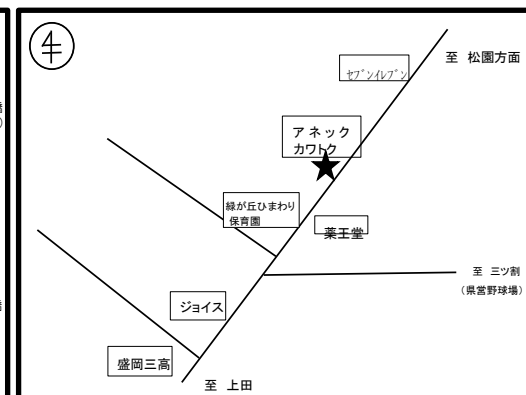 ④
至 松園方面
セブンイレブン
アネック
カワトク
緑が丘ひまわり
保育園
薬王堂
至 三ツ割
(県営野球場)
ジョイス
盛岡三高
至 上田